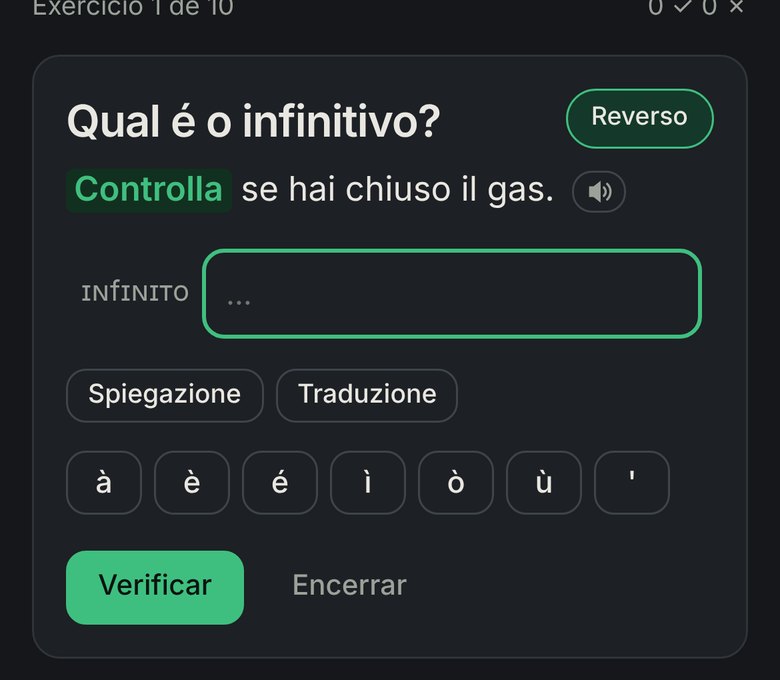 Exercício 1 de 10
0 ✓ 0 ×
Qual é o infinitivo?
Reverso
Controlla se hai chiuso il gas.
INfINITO
...
Spiegazione
Traduzione
à è é ì ò ù '
Verificar
Encerrar